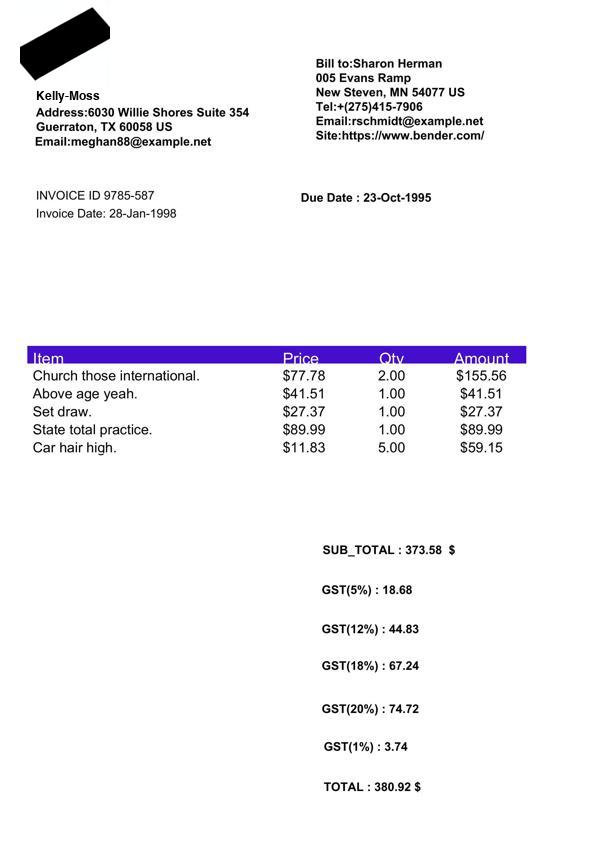 Kelly-Moss
Address:6030 Willie Shores Suite 354
Guerraton, TX 60058 US
Email:meghan88@example.net
Bill to:Sharon Herman
005 Evans Ramp
New Steven, MN 54077 US
Tel:+(275)415-7906
Email:rschmidt@example.net
Site:https://www.bender.com/
INVOICE ID 9785-587
Invoice Date: 28-Jan-1998
Due Date : 23-Oct-1995
Item Price Qty Amount
Church those international. $77.78 2.00 $155.56
Above age yeah. $41.51 1.00 $41.51
Set draw. $27.37 1.00 $27.37
State total practice. $89.99 1.00 $89.99
Car hair high. $11.83 5.00 $59.15
SUB_TOTAL : 373.58 $
GST(5%) : 18.68
GST(12%) : 44.83
GST(18%) : 67.24
GST(20%) : 74.72
GST(1%) : 3.74
TOTAL : 380.92 $